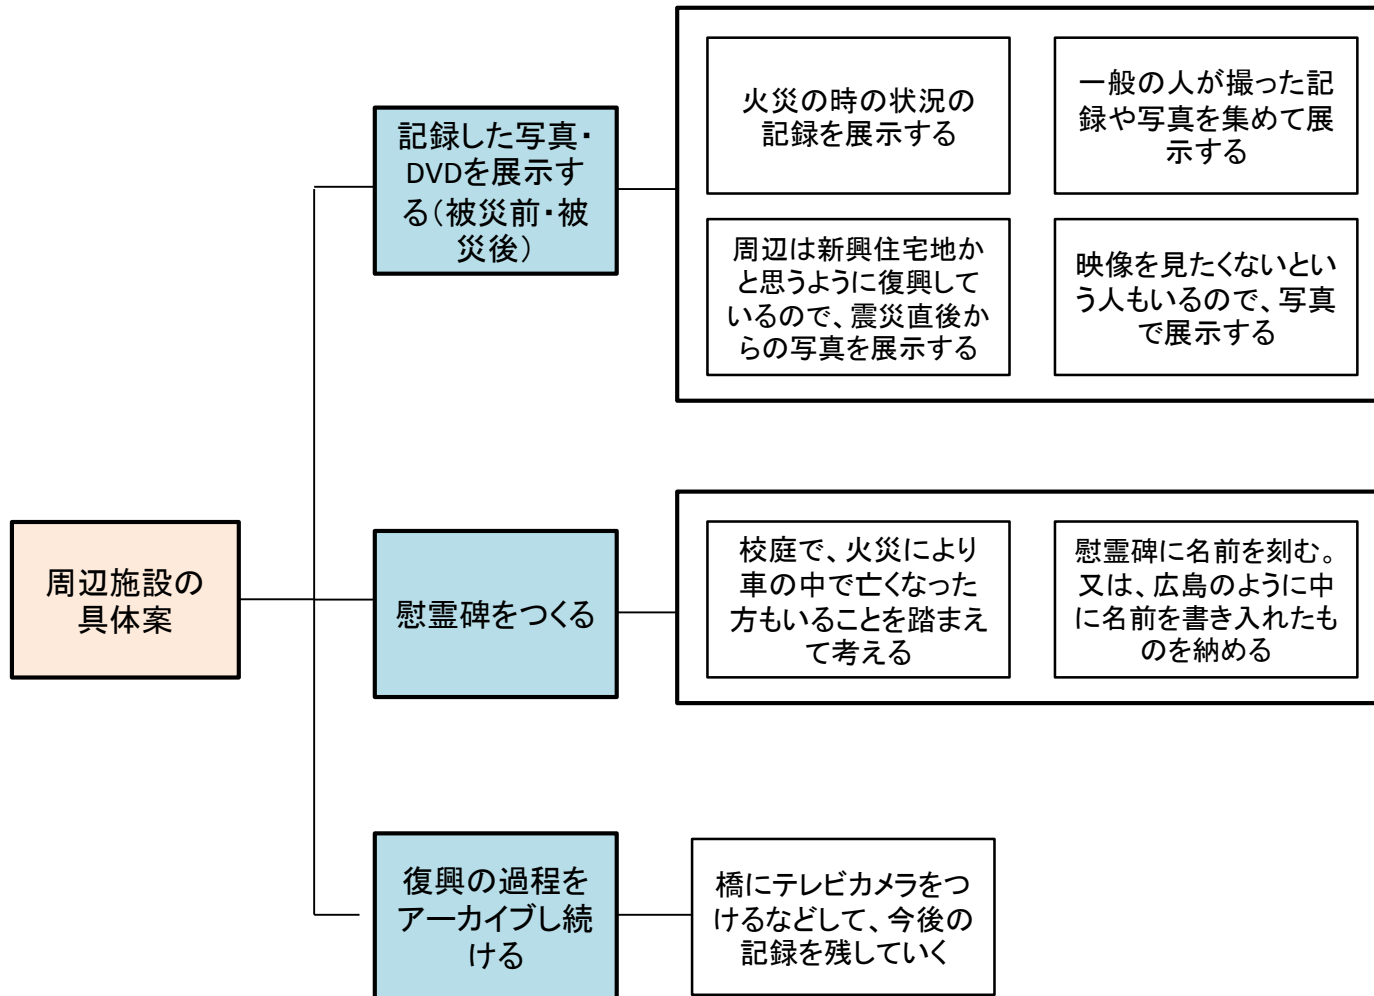 周辺施設の
具体案
記録した写真・
DVDを展示す
る(被災前・被
災後)
火災の時の状況の
記録を展示する
一般の人が撮った記
録や写真を集めて展
示する
周辺は新興住宅地か
と思うように復興して
いるので、震災直後か
らの写真を展示する
映像を見たくないとい
う人もいるので、写真
で展示する
慰霊碑をつくる
校庭で、火災により
車の中で亡くなった
方もいることを踏まえ
て考える
慰霊碑に名前を刻む。
又は、広島のように中
に名前を書き入れたも
のを納める
復興の過程を
アーカイブし続
ける
橋にテレビカメラをつ
けるなどして、今後の
記録を残していく